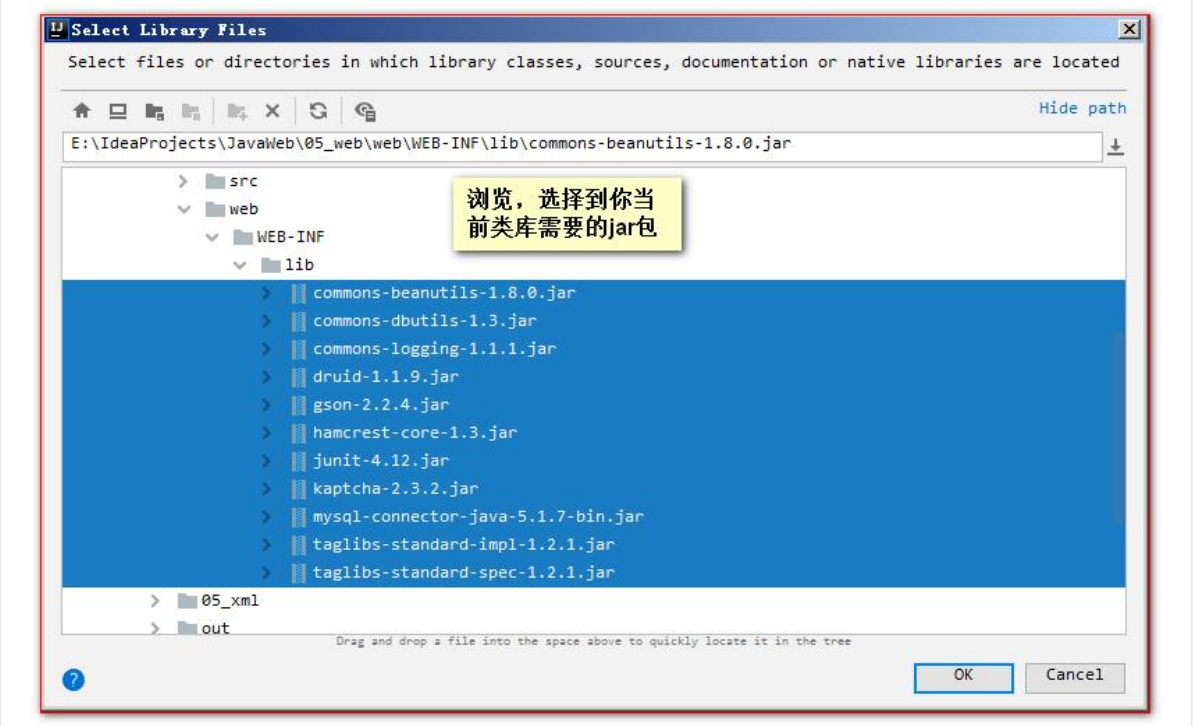 Select Library Files
Select files or directories in which library classes, sources, documentation or native libraries are located
Hide path
E:\IdeaProjects\JavaWeb\05_web\web\WEB-INF\lib\commons-beanutils-1.8.0.jar
src
web
WEB-INF
lib
浏览，选择到你当
前类库需要的jar包
commons-beanutils-1.8.0.jar
commons-dbutils-1.3.jar
commons-logging-1.1.1.jar
druid-1.1.9.jar
gson-2.2.4.jar
hamcrest-core-1.3.jar
junit-4.12.jar
kaptcha-2.3.2.jar
mysql-connector-java-5.1.7-bin.jar
taglibs-standard-impl-1.2.1.jar
taglibs-standard-spec-1.2.1.jar
05_xml
out
Drag and drop a file into the space above to quickly locate it in the tree
OK
Cancel